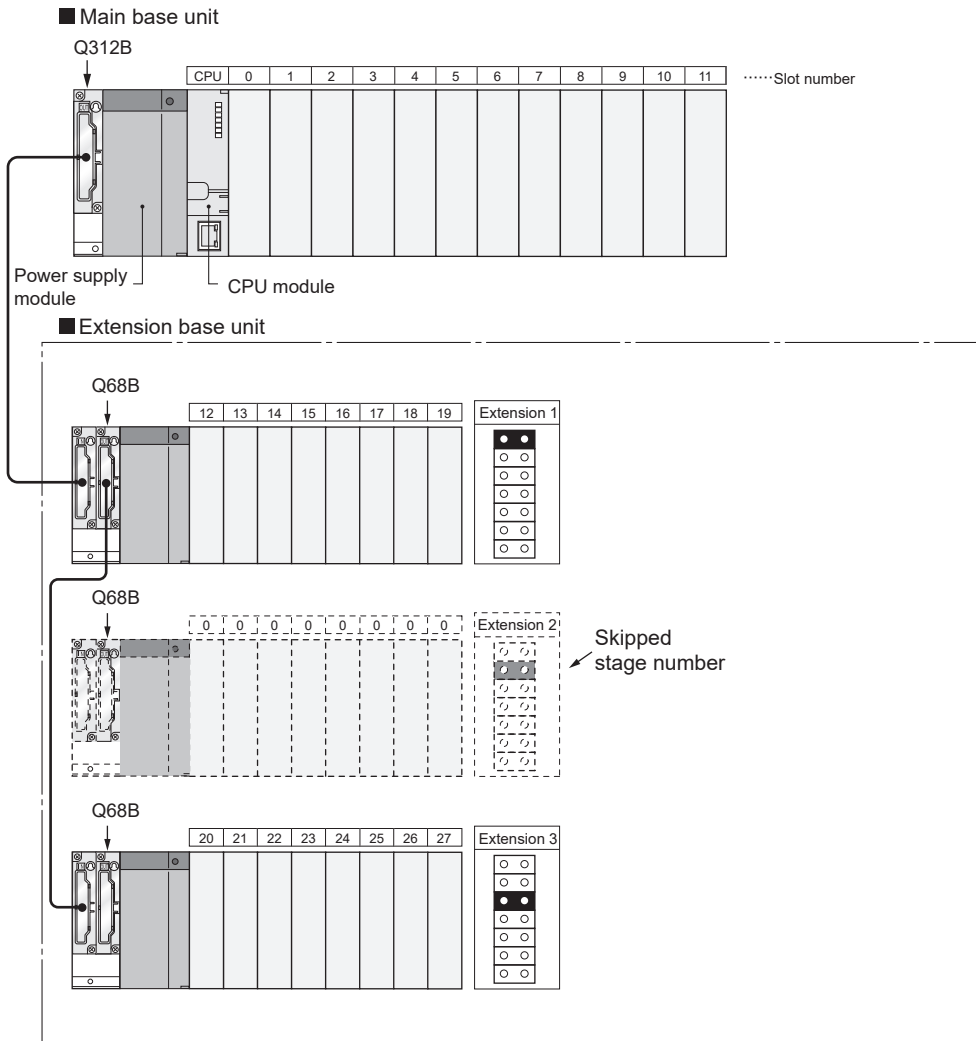 ■ Main base unit
Q312B
CPU 0 1 2 3 4 5 6 7 8 9 10 11 ······Slot number
Power supply
module
CPU module
■ Extension base unit
Q68B
12 13 14 15 16 17 18 19
Extension 1
Q68B
0 0 0 0 0 0 0 0
Extension 2
Skipped
stage number
Q68B
20 21 22 23 24 25 26 27
Extension 3